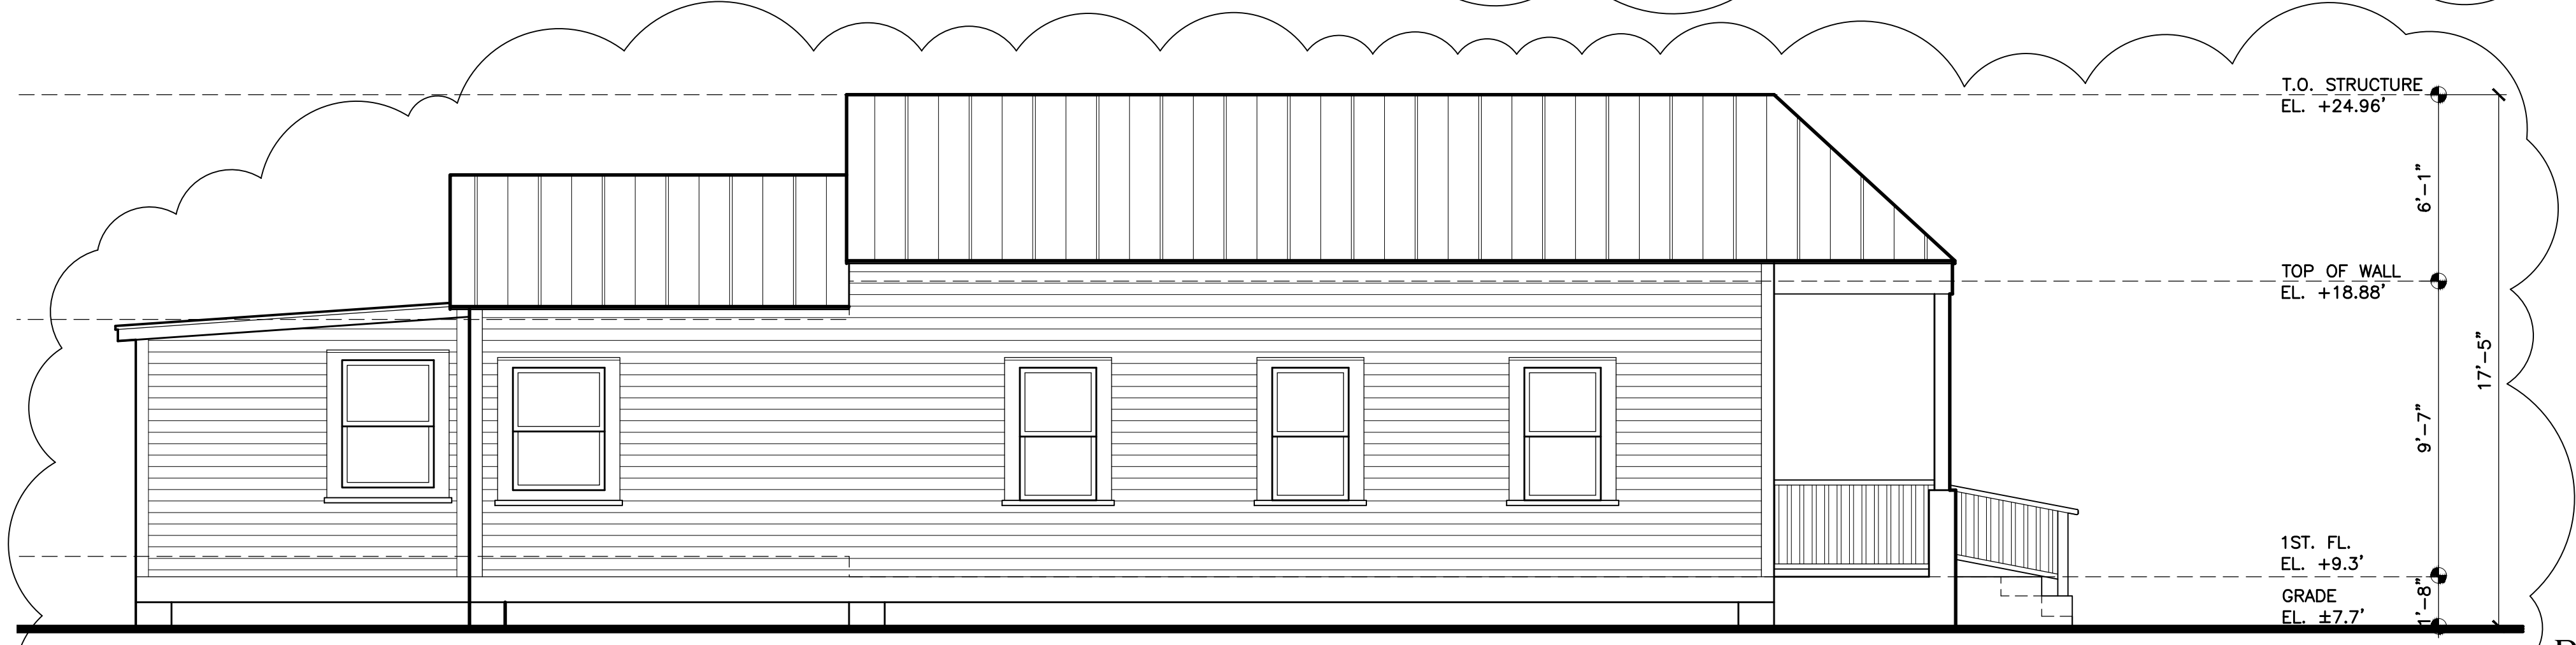 T.O. STRUCTURE
EL. +24.96'
6'-1"
TOP OF WALL
EL. +18.88'
17'-5"
9'-7"
1ST. FL.
EL. +9.3'
1'-8"
GRADE
EL. ±7.7'